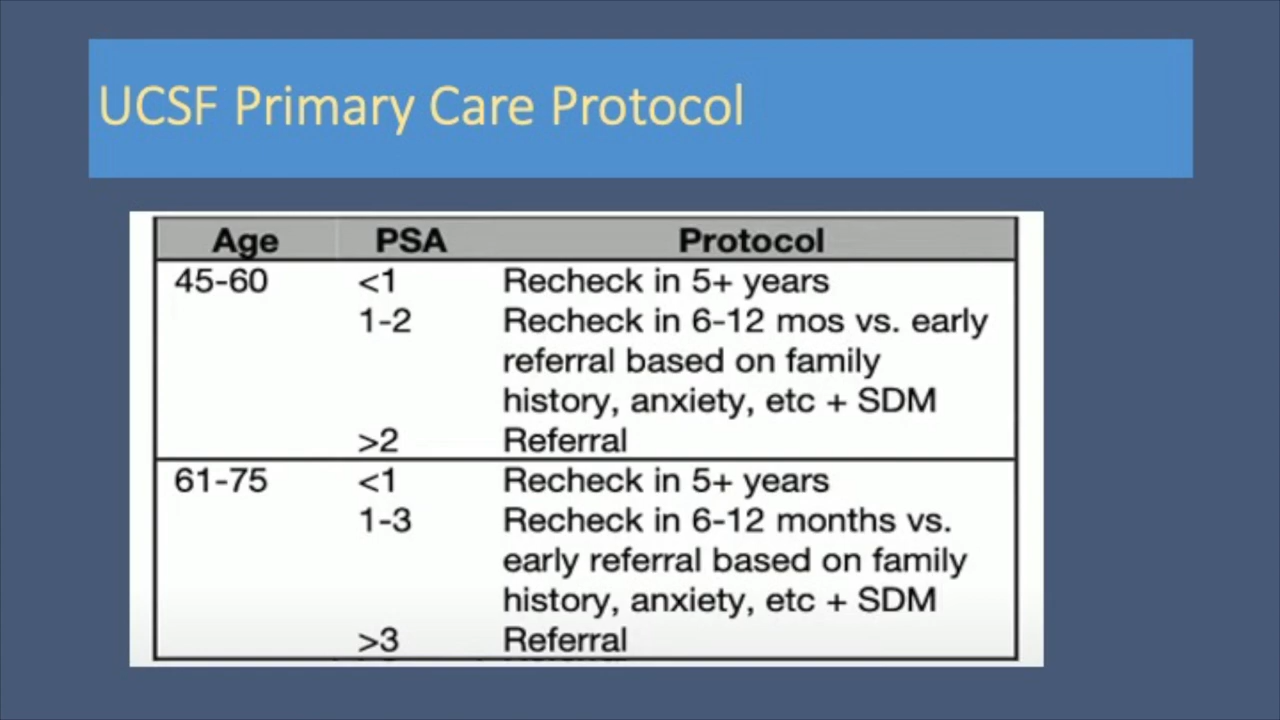 UCSF Primary Care Protocol
Age PSA Protocol
45-60 <1 Recheck in 5+ years
1-2 Recheck in 6-12 mos vs. early
referral based on family
history, anxiety, etc + SDM
>2 Referral
61-75 <1 Recheck in 5+ years
1-3 Recheck in 6-12 months vs.
early referral based on family
history, anxiety, etc + SDM
>3 Referral